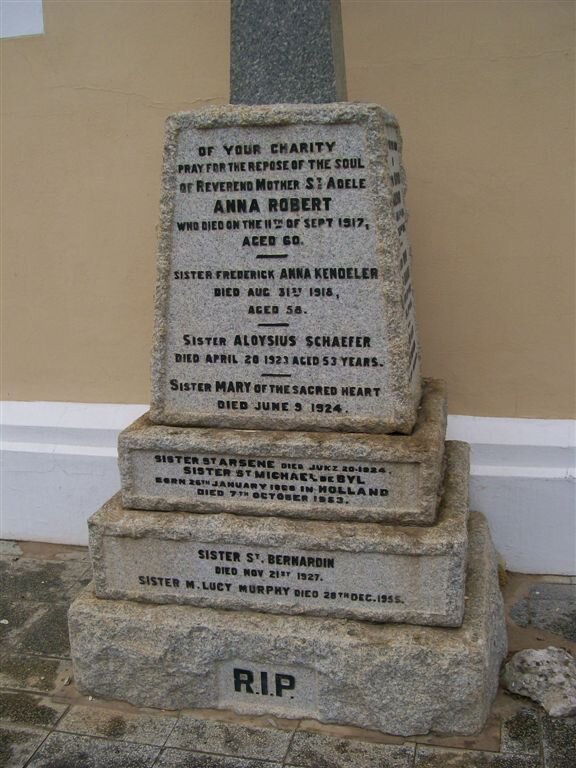 OF YOUR CHARITY
PRAY FOR THE REPOSE OF THE SOUL
OF REVEREND MOTHER ST ADELE
ANNA ROBERT
WHO DIED ON THE 11TH OF SEPT 1917,
AGED 60.
SISTER FREDERICK ANNA KENDELER
DIED AUG 31ST 1918,
AGED 58.
SISTER ALOYSIUS SCHAEFER
DIED APRIL 28 1923 AGED 53 YEARS.
SISTER MARY OF THE SACRED HEART
DIED JUNE 9 1924.
SISTER ST ARSENE DIED 20.1924.
SISTER ST MICHAEL DE BYL
BORN 26TH JANUARY 1868 IN HOLLAND
DIED 7TH OCTOBER 1953.
SISTER ST. BERNARDIN
DIED NOV 21ST 1927.
SISTER M. LUCY MURPHY DIED 28TH DEC. 1955.
R.I.P.